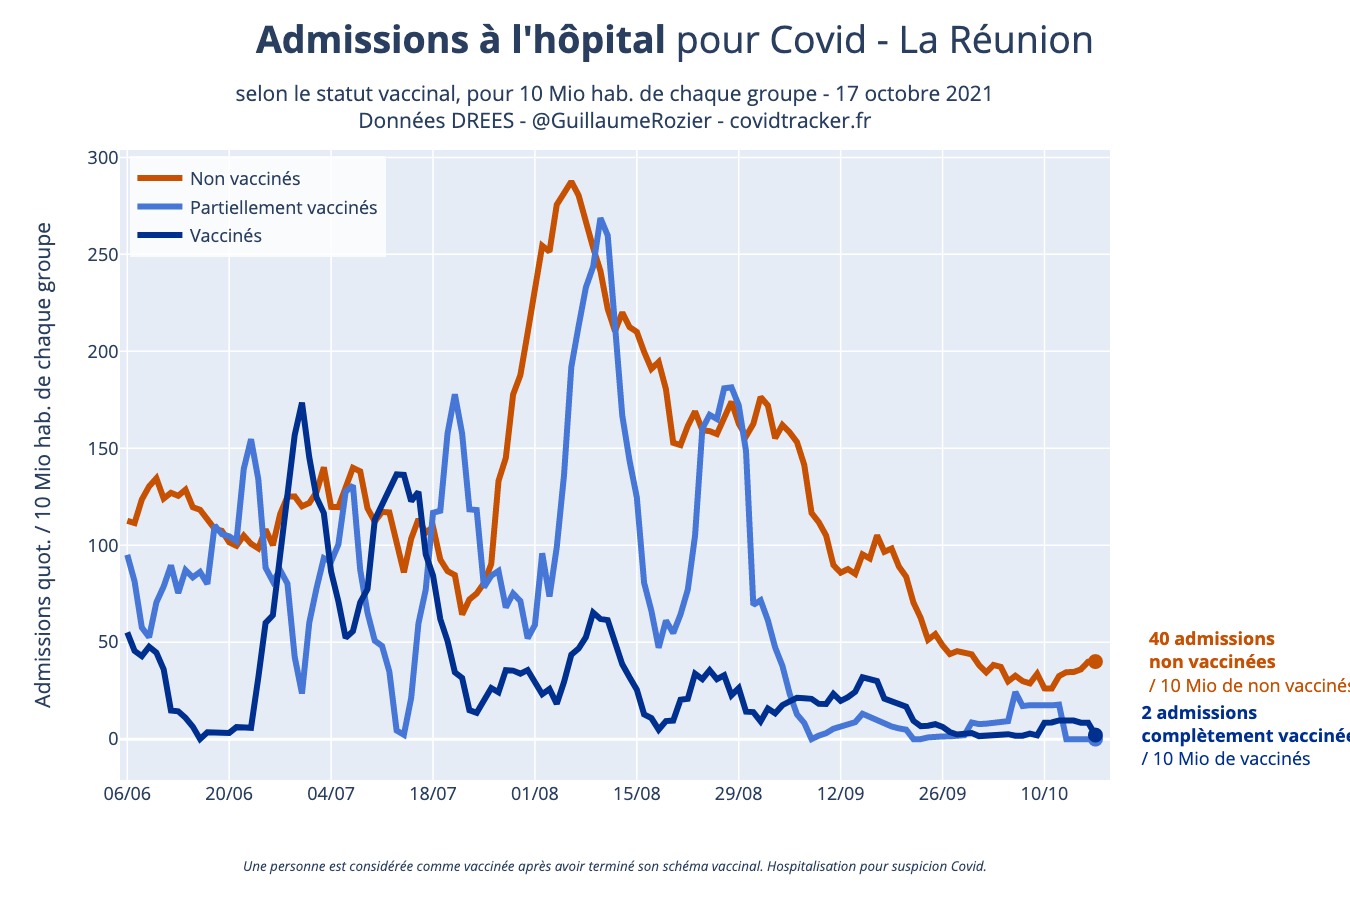 Admissions à l'hôpital pour Covid - La Réunion
selon le statut vaccinal, pour 10 Mio hab. de chaque groupe - 17 octobre 2021
Données DREES - @GuillaumeRozier - covidtracker.fr
Admissions quot. / 10 Mio hab. de chaque groupe
300
250
200
150
100
50
0
Non vaccinés
Partiellement vaccinés
Vaccinés
40 admissions
non vaccinées
/ 10 Mio de non vaccinés
2 admissions
complètement vaccinée
/ 10 Mio de vaccinés
06/06 20/06 04/07 18/07 01/08 15/08 29/08 12/09 26/09 10/10
Une personne est considérée comme vaccinée après avoir terminé son schéma vaccinal. Hospitalisation pour suspicion Covid.